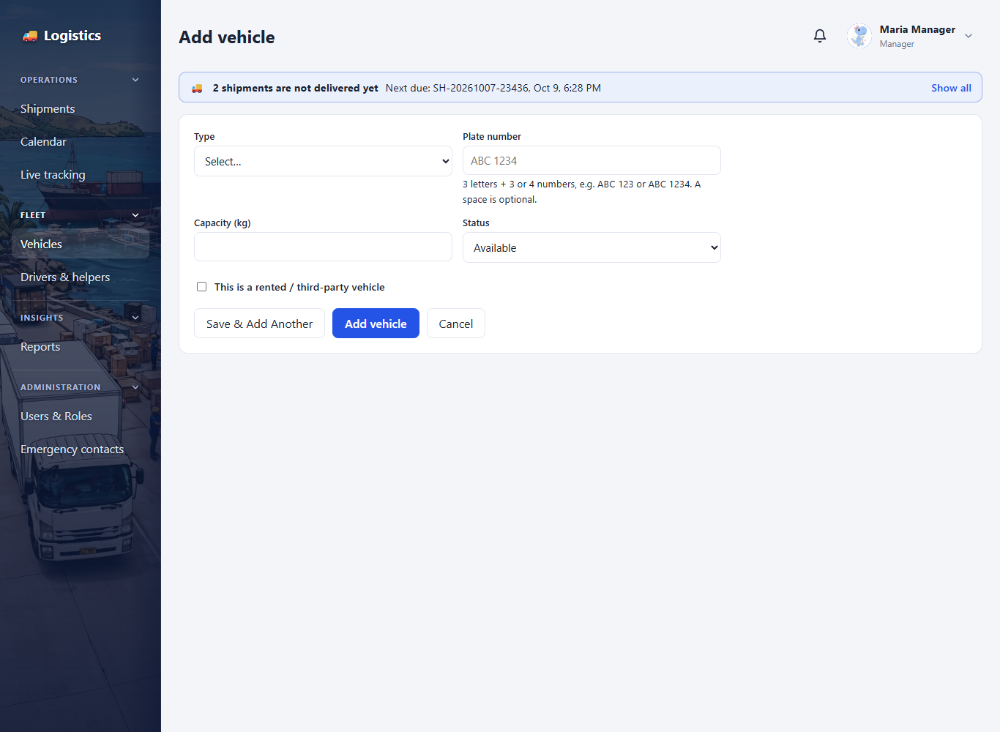 Logistics
OPERATIONS
Shipments
Calendar
Live tracking
FLEET
Vehicles
Drivers & helpers
INSIGHTS
Reports
ADMINISTRATION
Users & Roles
Emergency contacts
Add vehicle
Maria Manager
Manager
2 shipments are not delivered yet Next due: SH-20261007-23436, Oct 9, 6:28 PM Show all
Type
Select...
Plate number
ABC 1234
3 letters + 3 or 4 numbers, e.g. ABC 123 or ABC 1234. A
space is optional.
Capacity (kg)
Status
Available
This is a rented / third-party vehicle
Save & Add Another Add vehicle Cancel